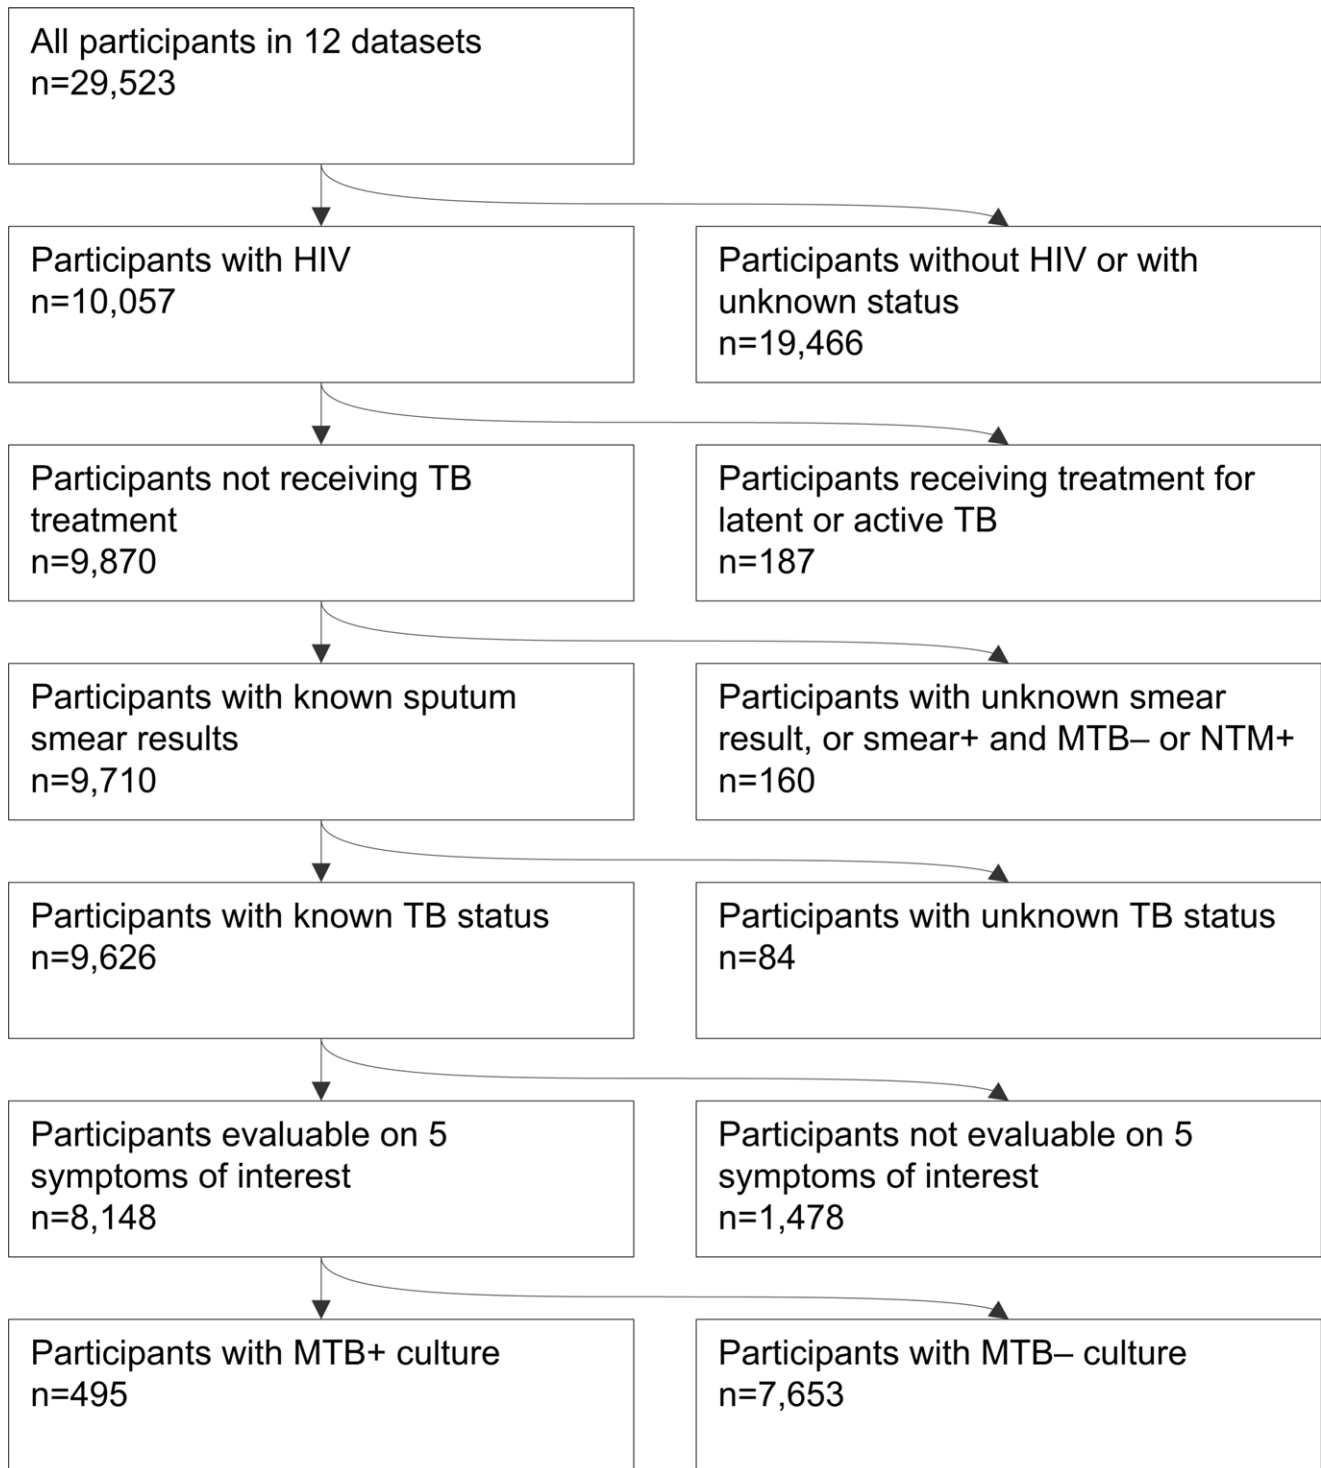 All participants in 12 datasets
n=29,523
Participants with HIV
n=10,057
Participants without HIV or with
unknown status
n=19,466
Participants not receiving TB
treatment
n=9,870
Participants receiving treatment for
latent or active TB
n=187
Participants with known sputum
smear results
n=9,710
Participants with unknown smear
result, or smear+ and MTB– or NTM+
n=160
Participants with known TB status
n=9,626
Participants with unknown TB status
n=84
Participants evaluable on 5
symptoms of interest
n=8,148
Participants not evaluable on 5
symptoms of interest
n=1,478
Participants with MTB+ culture
n=495
Participants with MTB– culture
n=7,653